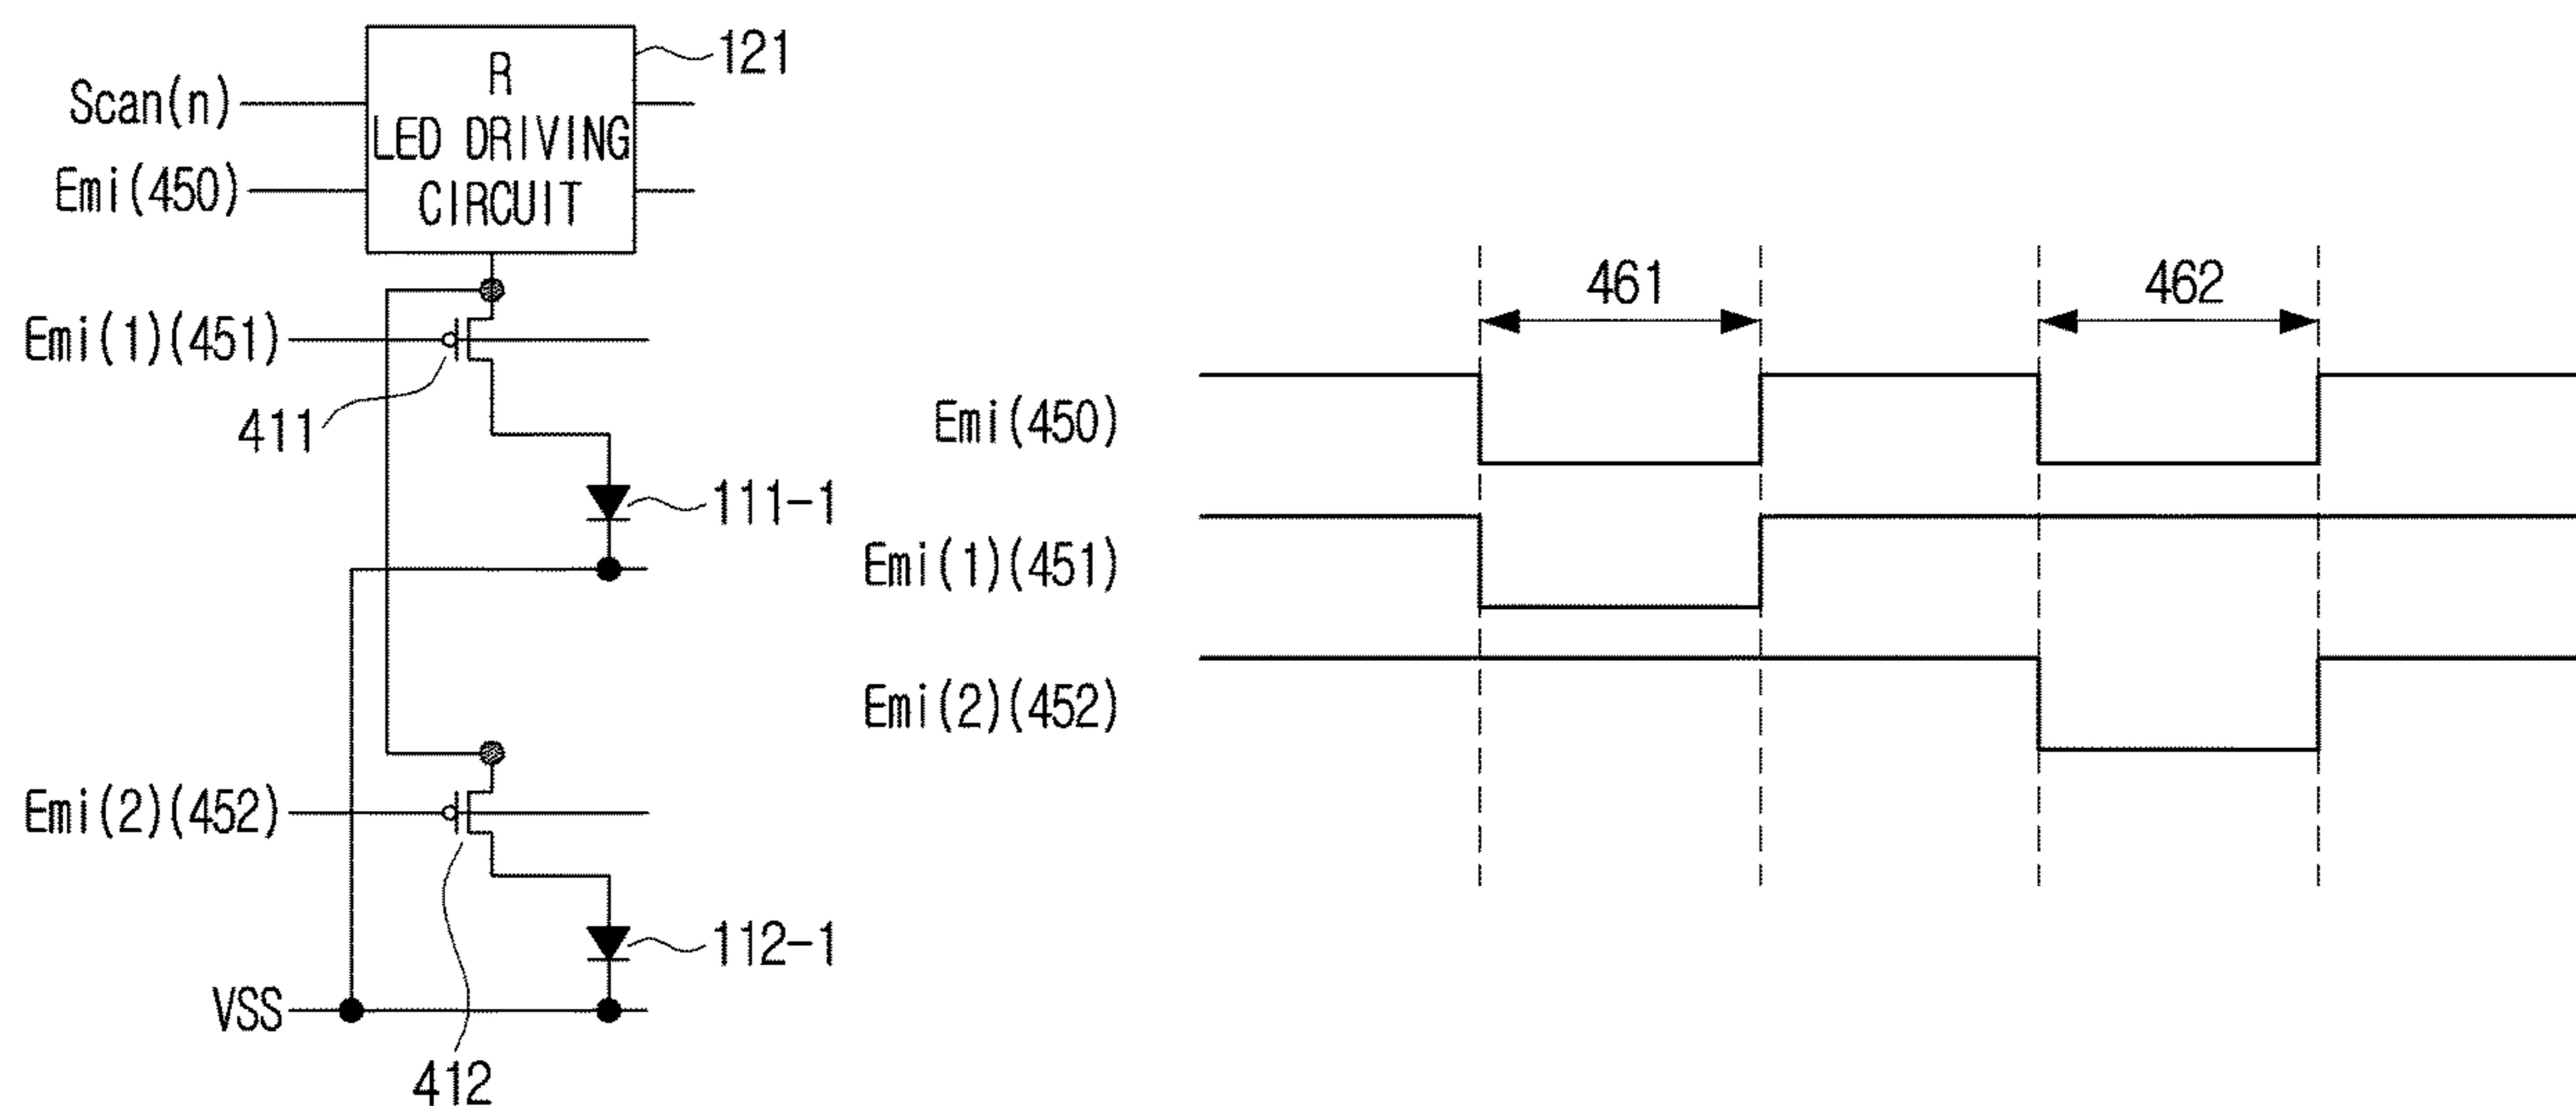 R
LED DRIVING
CIRCUIT
121
Scan(n)
Emi(450)
Emi(1)(451)
411
111-1
Emi(2)(452)
112-1
VSS
412
461
462
Emi(450)
Emi(1)(451)
Emi(2)(452)